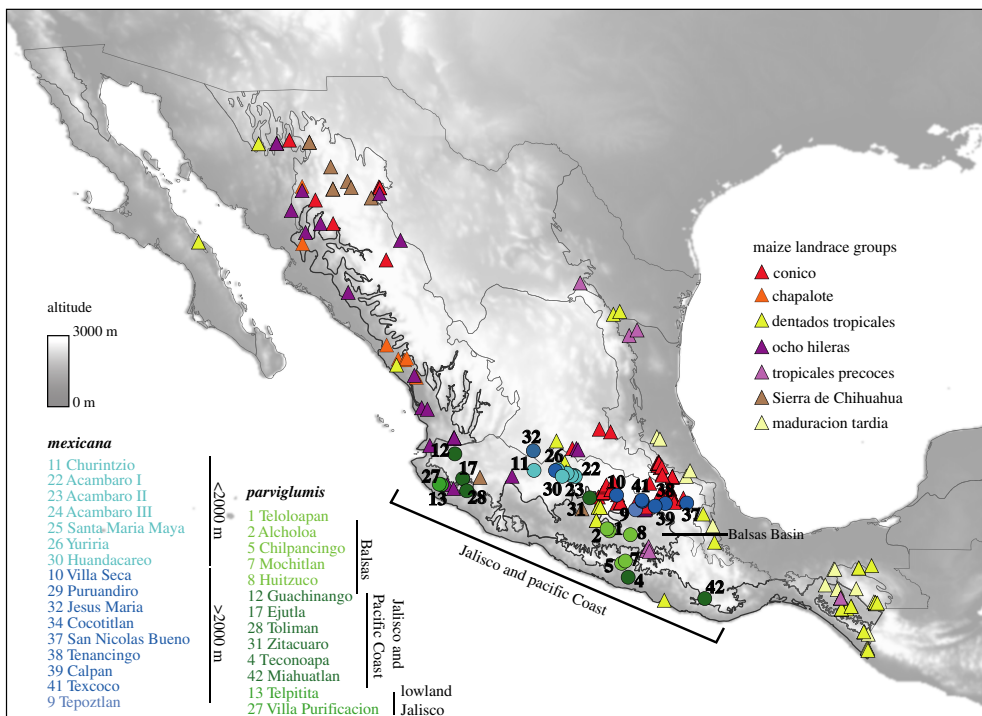 maize landrace groups
conico
chapalote
dentados tropicales
ocho hileras
tropicales precoces
Sierra de Chihuahua
maduracion tardia
altitude
3000 m
0 m
mexicana
11 Churintzio
22 Acambaro I
23 Acambaro II
24 Acambaro III
25 Santa Maria Maya
26 Yuriria
30 Huandacareo
<2000 m
10 Villa Seca
29 Puruandiro
32 Jesus Maria
34 Cocotitlan
37 San Nicolas Bueno
38 Tenancingo
39 Calpan
41 Texcoco
9 Tepoztlan
>2000 m
parviglumis
1 Teloloapan
2 Alcholoa
5 Chilpancingo
7 Mochitlan
8 Huitzuco
Balsas
12 Guachinango
17 Ejutla
28 Toliman
31 Zitacuaro
4 Teconoapa
42 Miahuatlan
Jalisco and
Pacific Coast
13 Telpitita
27 Villa Purificacion
lowland
Jalisco
32
12
11
26
17
22
27
30
23
10
41
38
13
28
31
9
39
37
2
1
8
Balsas Basin
5
7
4
42
Jalisco and pacific Coast